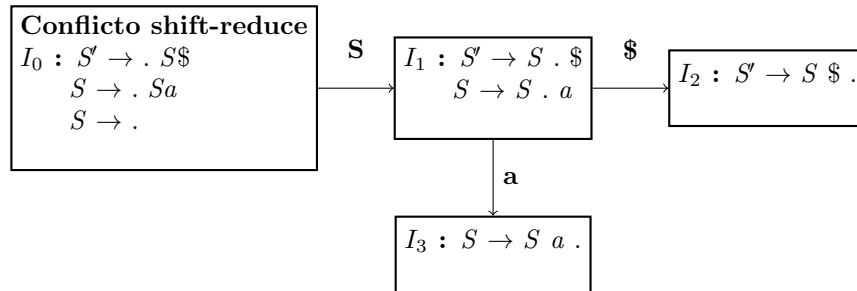 Conflicto shift-reduce
I₀ : S′ → . S$
S → . Sa
S → .
S
I₁ : S′ → S . $
S → S . a
$
I₂ : S′ → S $ .
a
I₃ : S → S a .